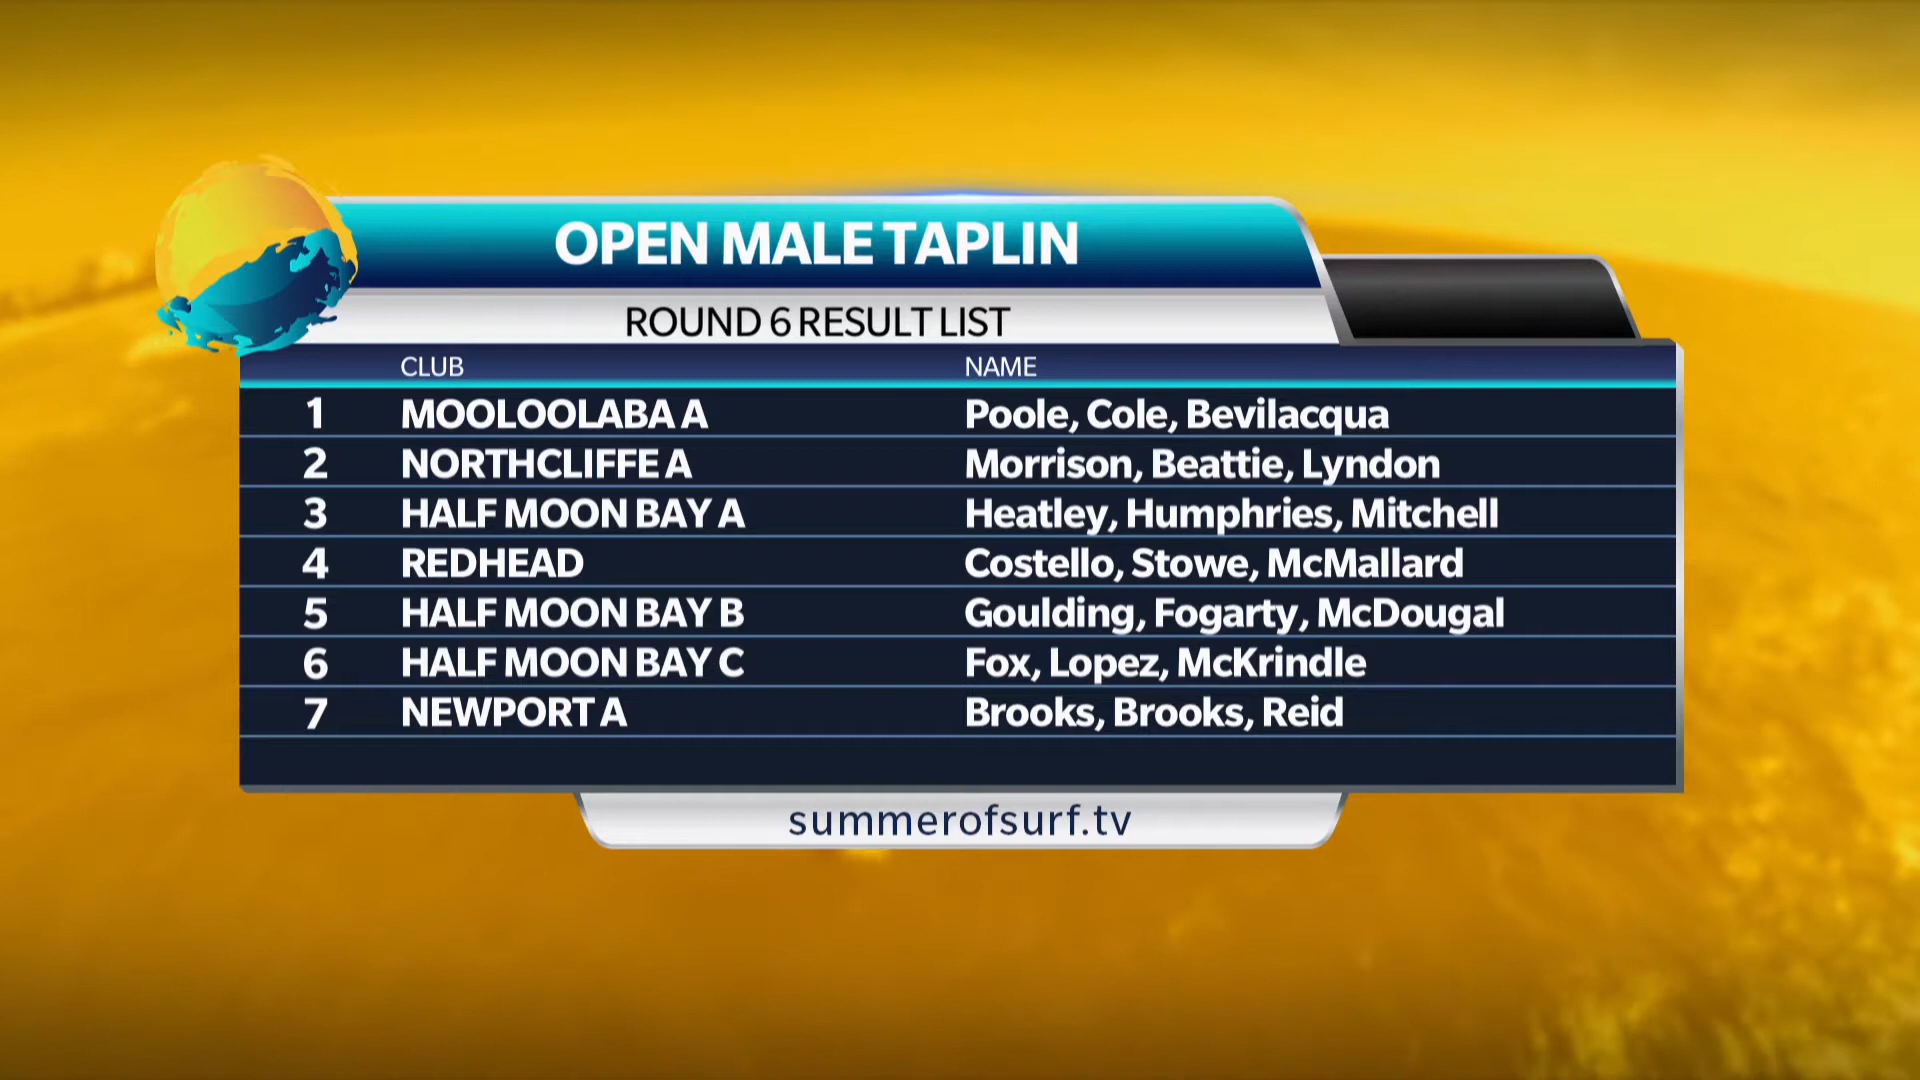 OPEN MALE TAPLIN
ROUND 6 RESULT LIST
CLUB NAME
1 MOOLOOLABA A Poole, Cole, Bevilacqua
2 NORTHCLIFFE A Morrison, Beattie, Lyndon
3 HALF MOON BAY A Heatley, Humphries, Mitchell
4 REDHEAD Costello, Stowe, McMallard
5 HALF MOON BAY B Goulding, Fogarty, McDougal
6 HALF MOON BAY C Fox, Lopez, McKrindle
7 NEWPORT A Brooks, Brooks, Reid
summerofsurf.tv